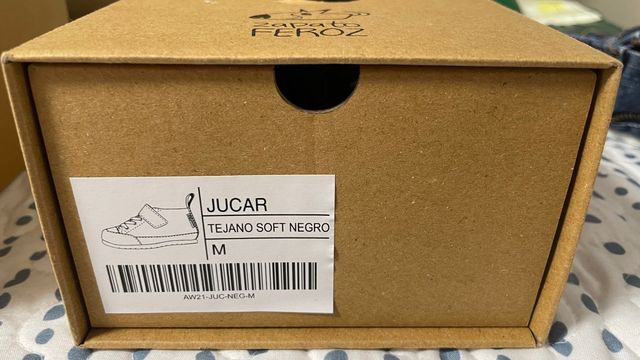 zapato
FEROZ
JUCAR
TEJANO SOFT NEGRO
M
AW21-JUC-NEG-M